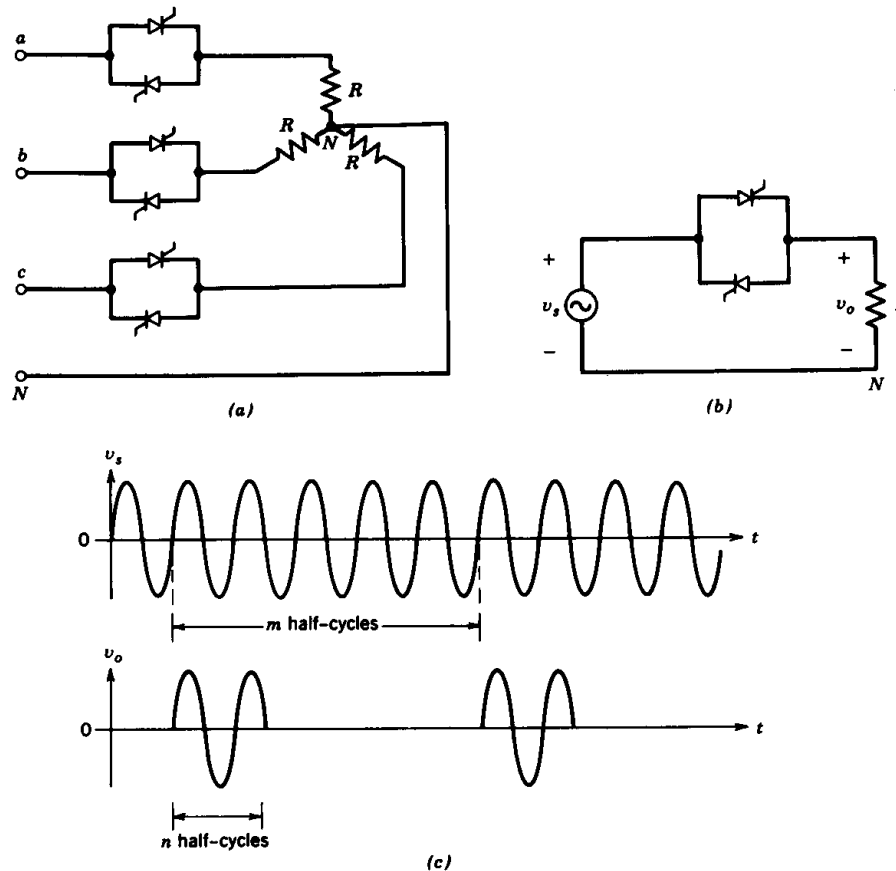 a
R
R
N
R
b
c
N
(a)
+
+
v_s
v_o
−
−
N
(b)
v_s
0
t
m half-cycles
v_o
0
t
n half-cycles
(c)